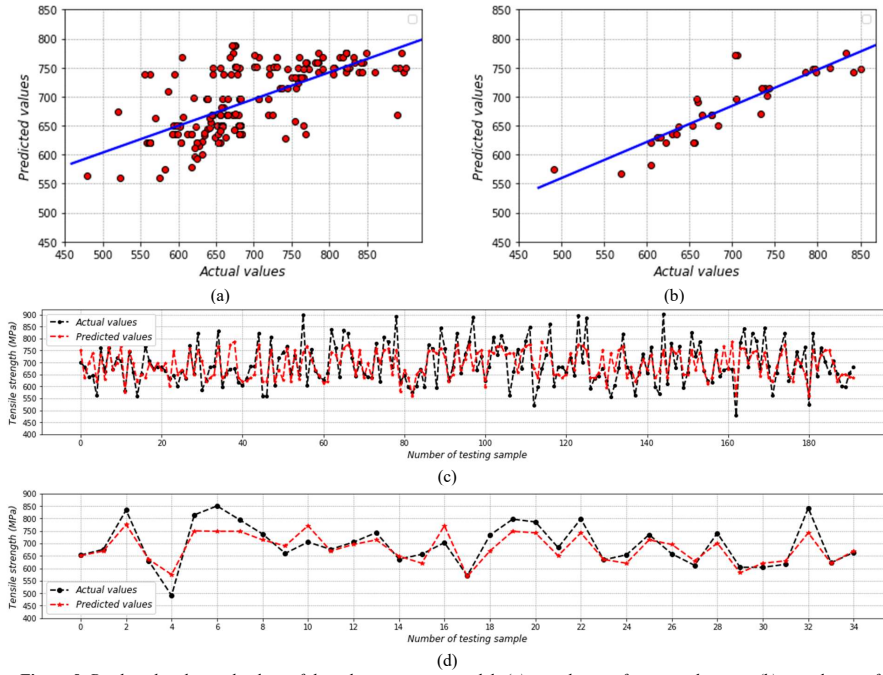 850
800
750
700
650
600
550
500
450
Predicted values
450 500 550 600 650 700 750 800 850
Actual values
(a)
850
800
750
700
650
600
550
500
450
Predicted values
450 500 550 600 650 700 750 800 850
Actual values
(b)
900
850
800
750
700
650
600
550
500
450
400
Tensile strength (MPa)
Actual values
Predicted values
0 20 40 60 80 100 120 140 160 180
Number of testing sample
(c)
900
850
800
750
700
650
600
550
500
450
400
Tensile strength (MPa)
Actual values
Predicted values
0 2 4 6 8 10 12 14 16 18 20 22 24 26 28 30 32 34
Number of testing sample
(d)